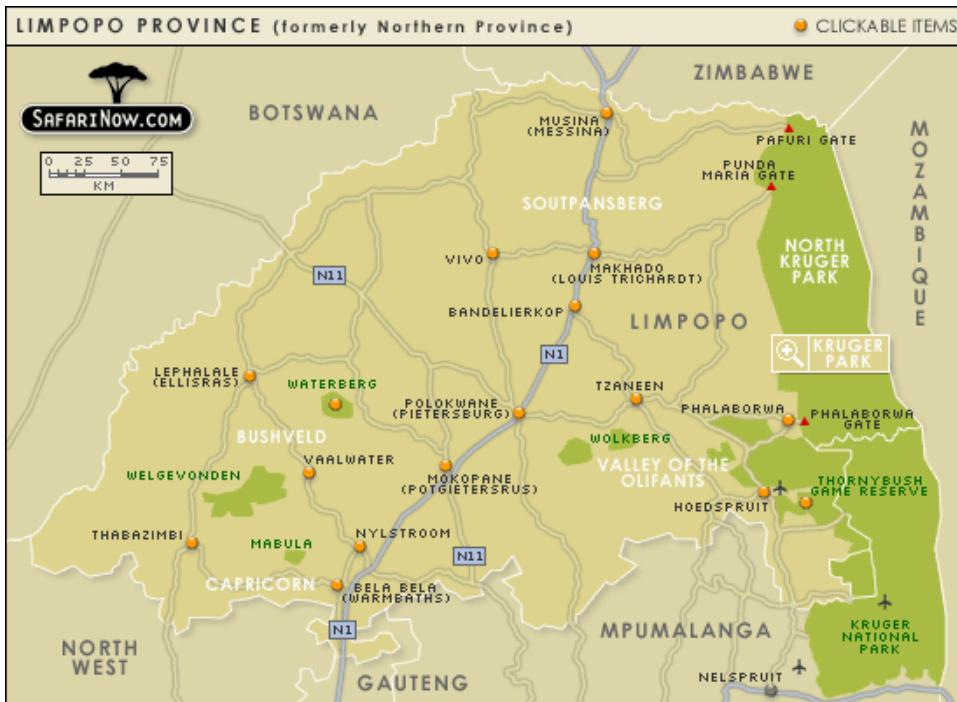 LIMPOPO PROVINCE (formerly Northern Province)
CLICKABLE ITEMS
ZIMBABWE
BOTSWANA
SAFARINOW.COM
MUSINA
(MESSINA)
MOZAMBIQUE
PAFURI GATE
0 25 50 75
KM
PUNDA
MARIA GATE
SOUTPANSBERG
NORTH
KRUGER
PARK
VIVO
MAKHADO
(LOUIS TRICHARDT)
N11
BANDELIERKOP
LIMPOPO
N1
KRUGER
PARK
LEPHALALE
(ELLISRAS)
WATERBERG
TZANEEN
POLOKWANE
(PIETERSBURG)
PHALABORWA
PHALABORWA
GATE
BUSHVELD
WOLKBERG
VAALWATER
VALLEY OF THE
OLIFANTS
WELGEVONDEN
MOKOPANE
(POTGIETERSRUS)
THORNYBUSH
GAME RESERVE
HOEDSPRUIT
THABAZIMBI
NYLSTROOM
MABULA
N11
CAPRICORN
BELA BELA
(WARMBATHS)
N1
MPUMALANGA
KRUGER
NATIONAL
PARK
NORTH
WEST
GAUTENG
NELSPRUIT